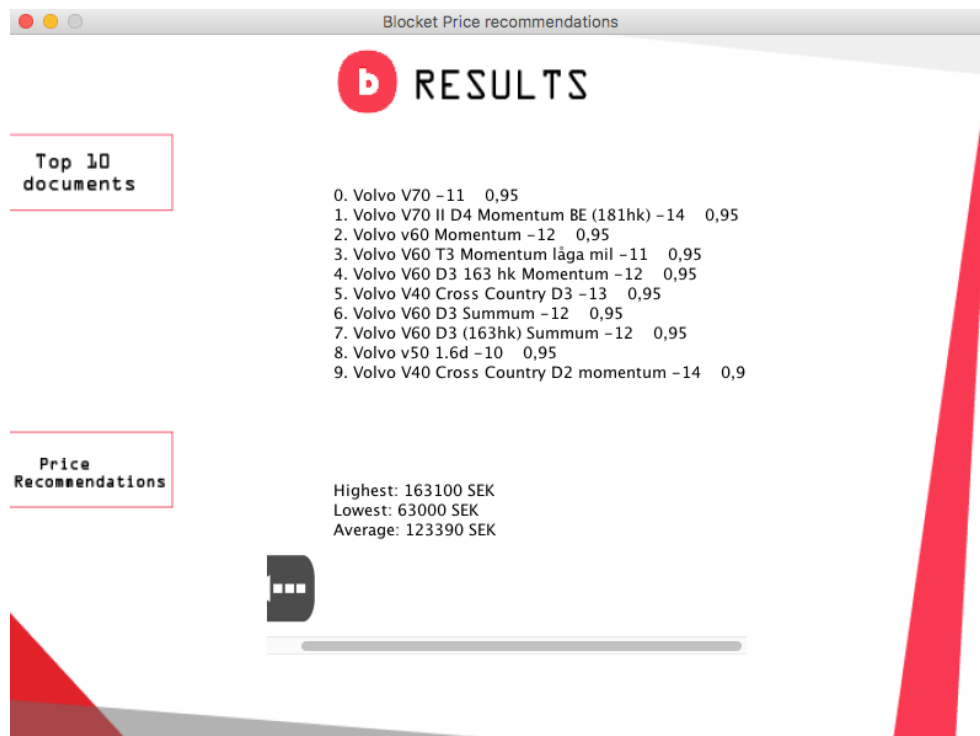 Blocket Price recommendations
b RESULTS
Top 10
documents
0. Volvo V70 -11 0,95
1. Volvo V70 II D4 Momentum BE (181hk) -14 0,95
2. Volvo v60 Momentum -12 0,95
3. Volvo V60 T3 Momentum låga mil -11 0,95
4. Volvo V60 D3 163 hk Momentum -12 0,95
5. Volvo V40 Cross Country D3 -13 0,95
6. Volvo V60 D3 Summum -12 0,95
7. Volvo V60 D3 (163hk) Summum -12 0,95
8. Volvo v50 1.6d -10 0,95
9. Volvo V40 Cross Country D2 momentum -14 0,9
Price
Recommendations
Highest: 163100 SEK
Lowest: 63000 SEK
Average: 123390 SEK